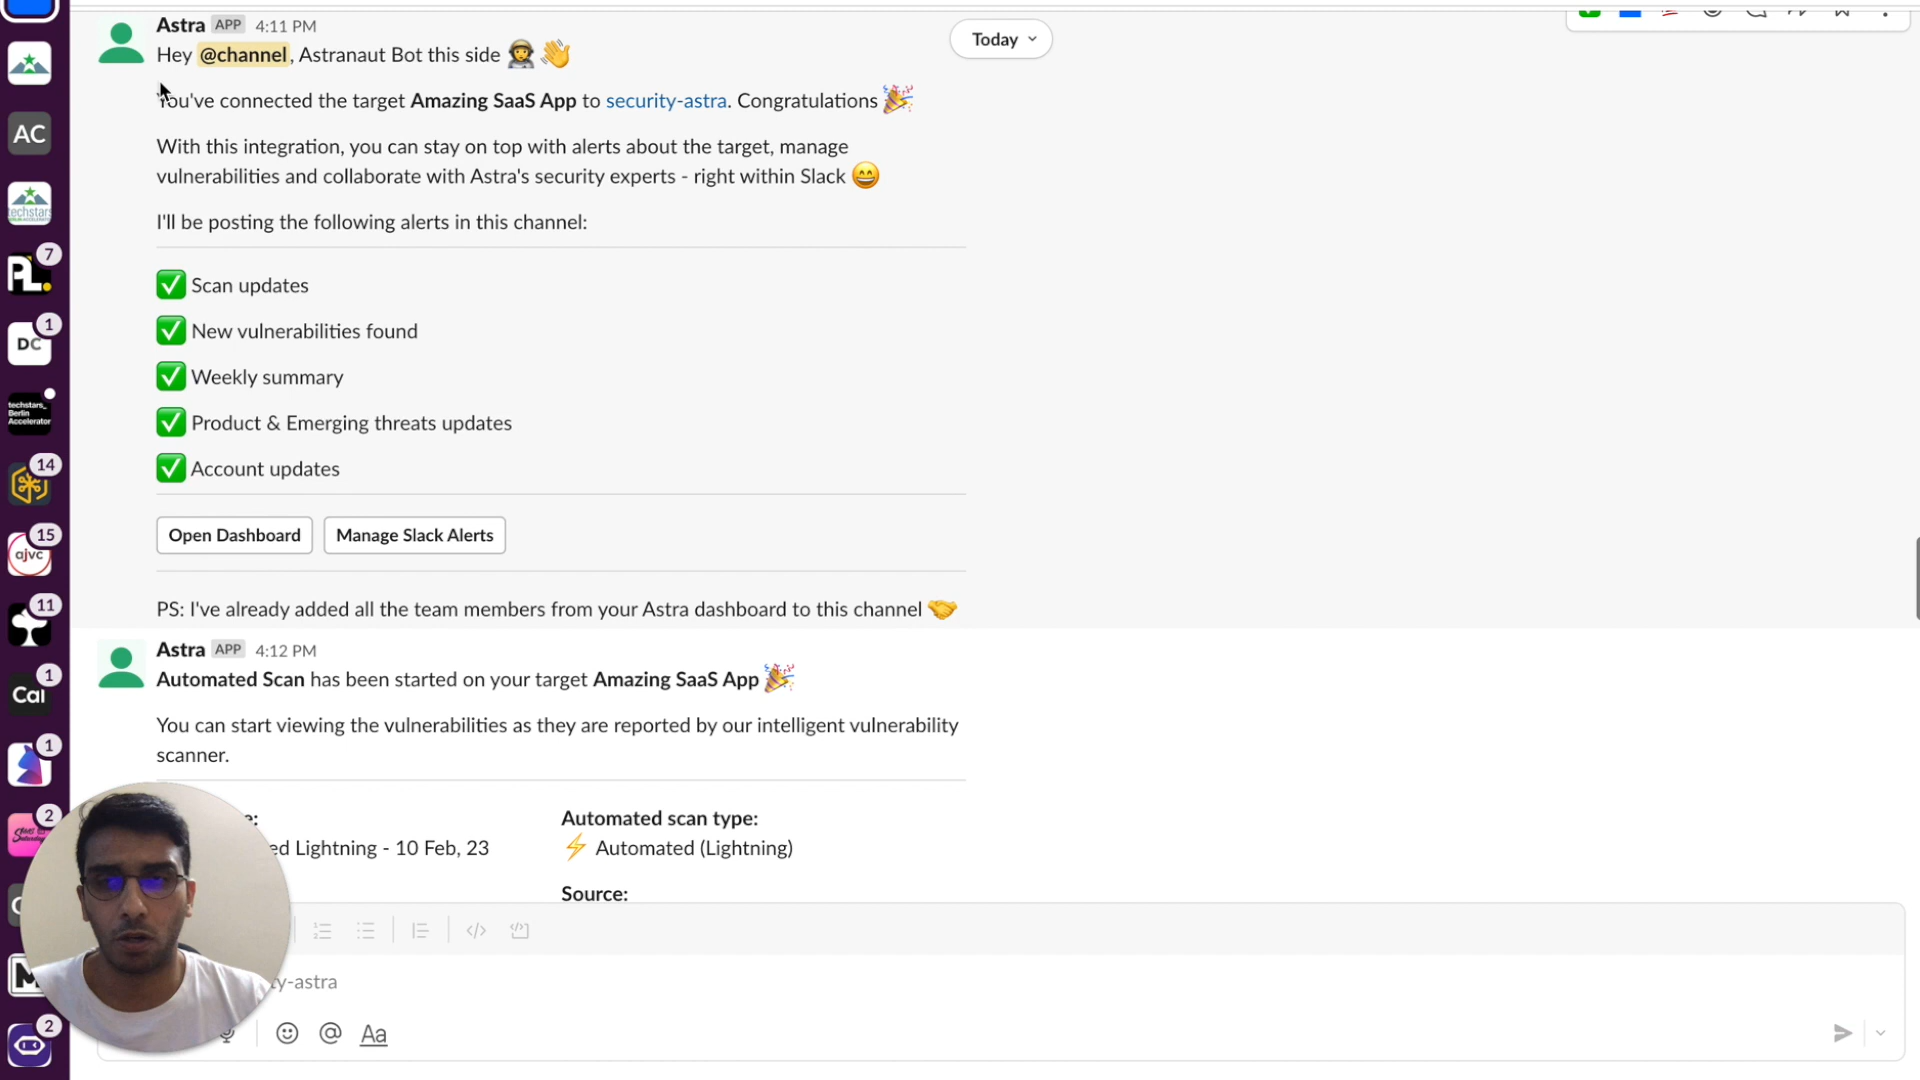 Astra APP 4:11 PM
Today
Hey @channel, Astranaut Bot this side
You've connected the target Amazing SaaS App to security-astra. Congratulations
With this integration, you can stay on top with alerts about the target, manage
vulnerabilities and collaborate with Astra's security experts - right within Slack
I'll be posting the following alerts in this channel:
Scan updates
New vulnerabilities found
Weekly summary
Product & Emerging threats updates
Account updates
Open Dashboard
Manage Slack Alerts
PS: I've already added all the team members from your Astra dashboard to this channel
Astra APP 4:12 PM
Automated Scan has been started on your target Amazing SaaS App
You can start viewing the vulnerabilities as they are reported by our intelligent vulnerability
scanner.
Automated scan type:
Lightning - 10 Feb, 23
Automated (Lightning)
Source:
y-astra
Aa
AC
techstars
7
PL.
1
DC
techstars_
Berlin
Accelerator
14
15
ajvc
11
1
Cal
1
2
M
2